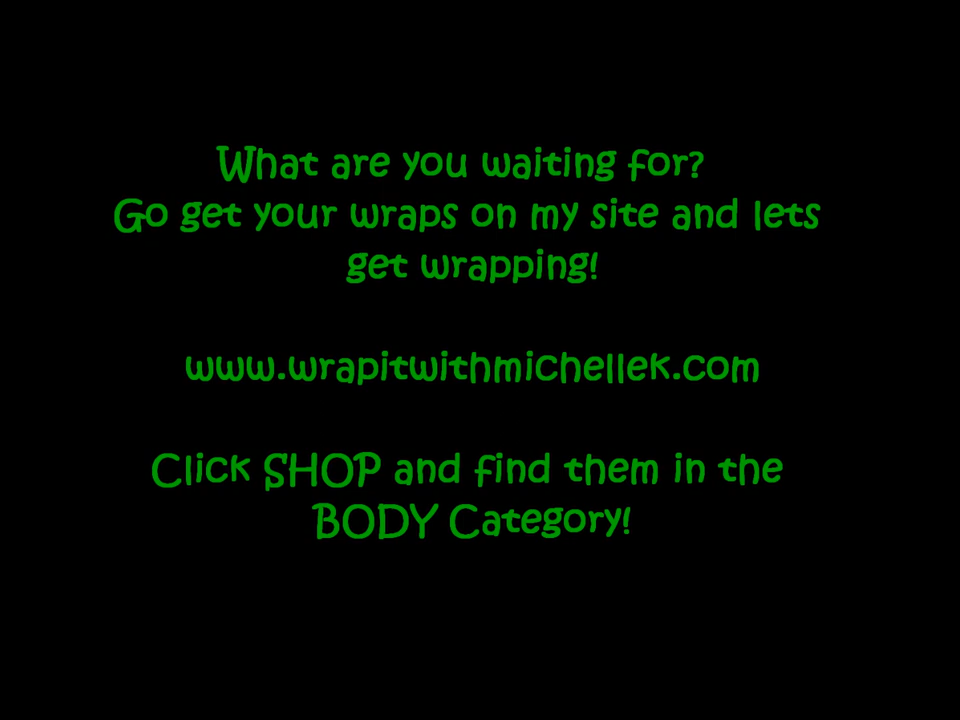 What are you waiting for?
Go get your wraps on my site and lets
get wrapping!
www.wrapitwithmichellek.com
Click SHOP and find them in the
BODY Category!